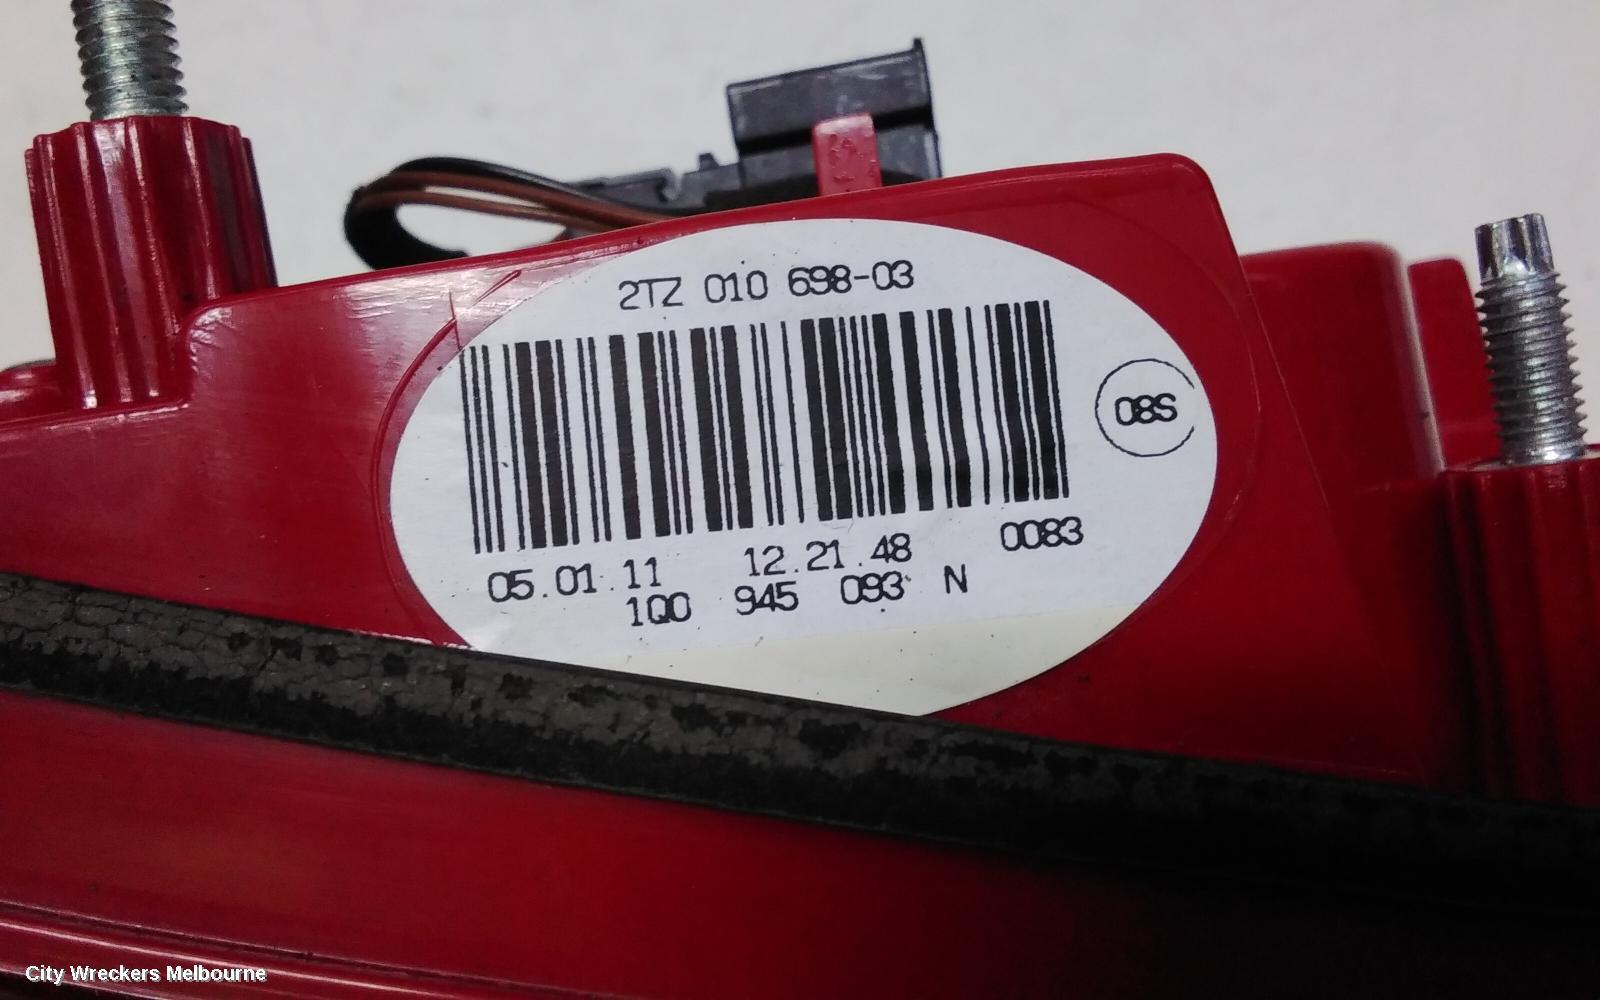 2TZ 010 698-03
08S
05.01.11 12.21.48 0083
1Q0 945 093 N
City Wreckers Melbourne